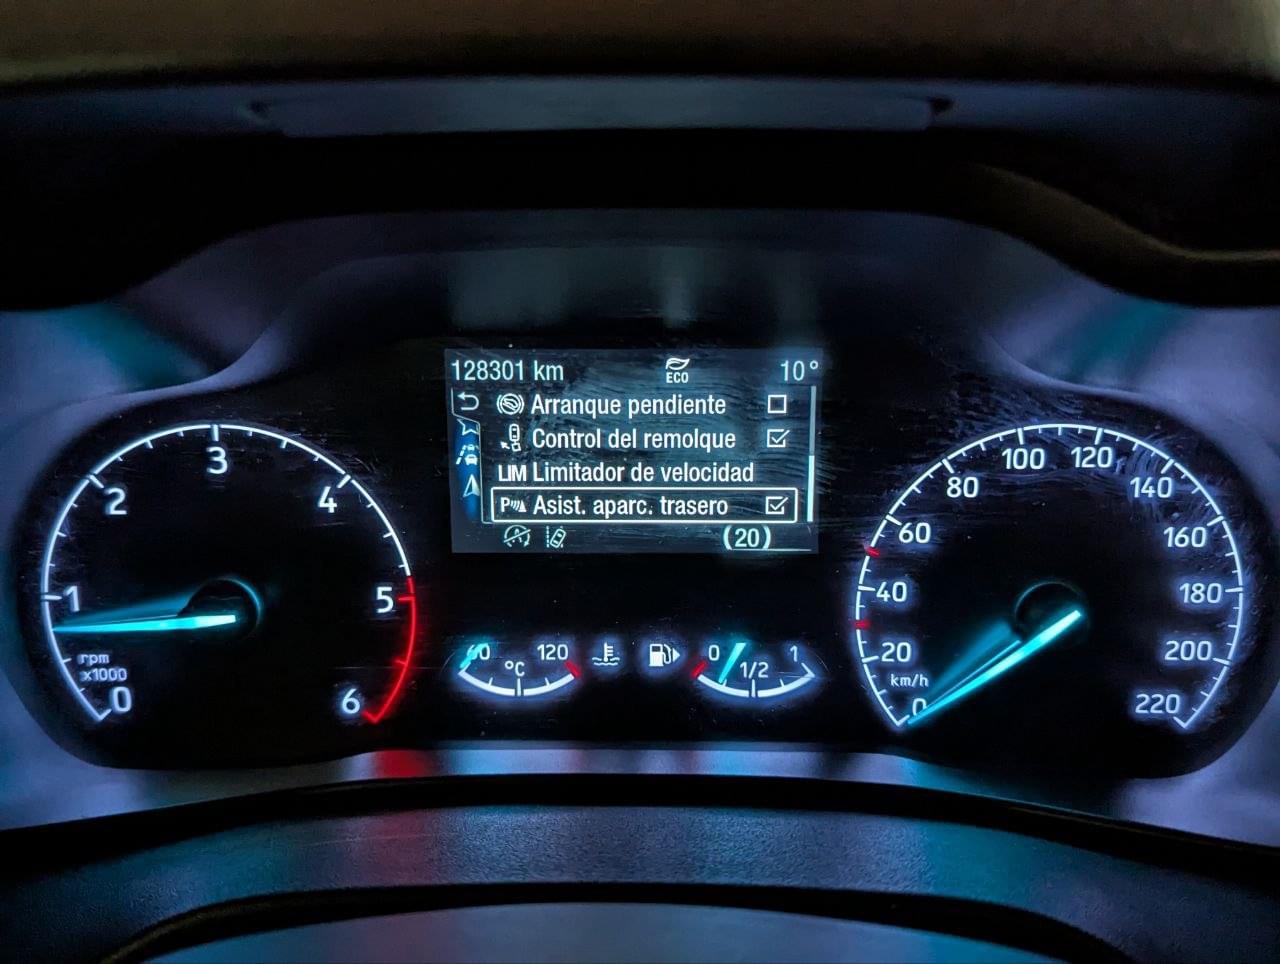 128301 km ECO 10°
Arranque pendiente
Control del remolque
LIM Limitador de velocidad
P Asist. aparc. trasero
(20)
0 1 2 3 4 5 6
rpm
x1000
60 120
°C
0 1/2 1
0 20 40 60 80 100 120 140 160 180 200 220
km/h